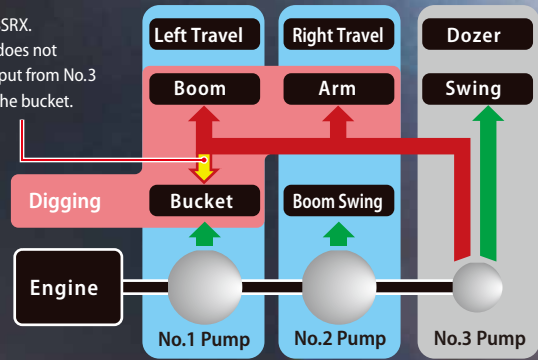 SRX.
does not
put from No.3
he bucket.
Left Travel
Right Travel
Dozer
Boom
Arm
Swing
Digging
Bucket
Boom Swing
Engine
No.1 Pump
No.2 Pump
No.3 Pump